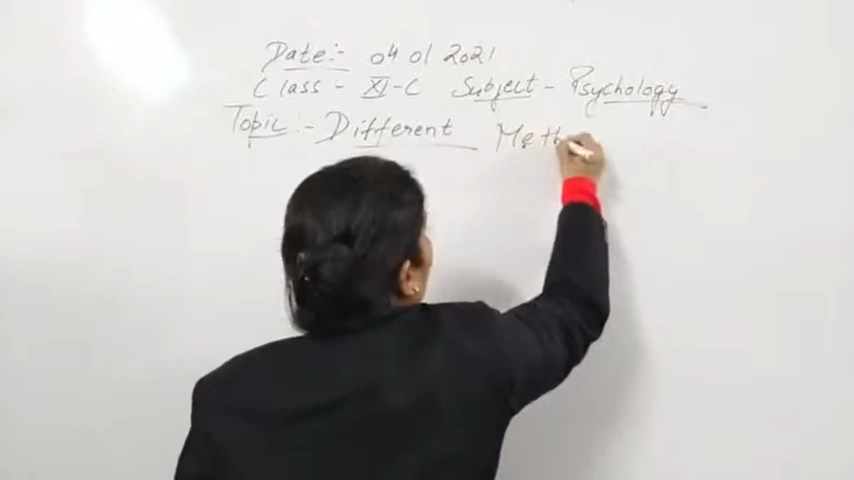 Date:- 04 01 2021
Class - XI-C Subject - Psychology
Topic :- Different Meth